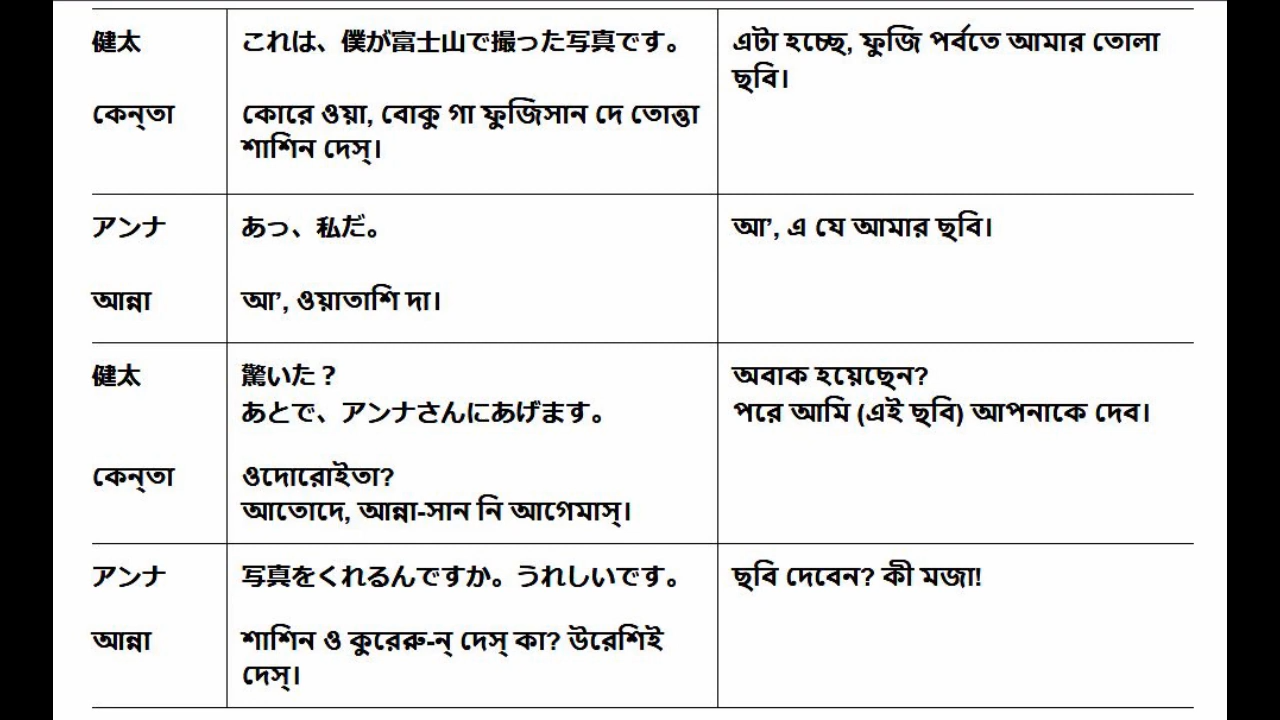 健太
これは、僕が富士山で撮った写真です。
এটা হচ্ছে, ফুজি পর্বতে আমার তোলা
ছবি।
কেন্‌তা
কোরে ওয়া, বোকু গা ফুজিসান দে তোত্তা
শাশিন দেস্‌।
アンナ
あっ、私だ。
আ’, এ যে আমার ছবি।
আন্না
আ’, ওয়াতাশি দা।
健太
驚いた？
あとで、アンナさんにあげます。
অবাক হয়েছেন?
পরে আমি (এই ছবি) আপনাকে দেব।
কেন্‌তা
ওদোরোইতা?
আতোদে, আন্না-সান নি আগেমাস্‌।
アンナ
写真をくれるんですか。うれしいです。
ছবি দেবেন? কী মজা!
আন্না
শাশিন ও কুরেরু-ন্‌ দেস্‌ কা? উরেশিই
দেস্‌।